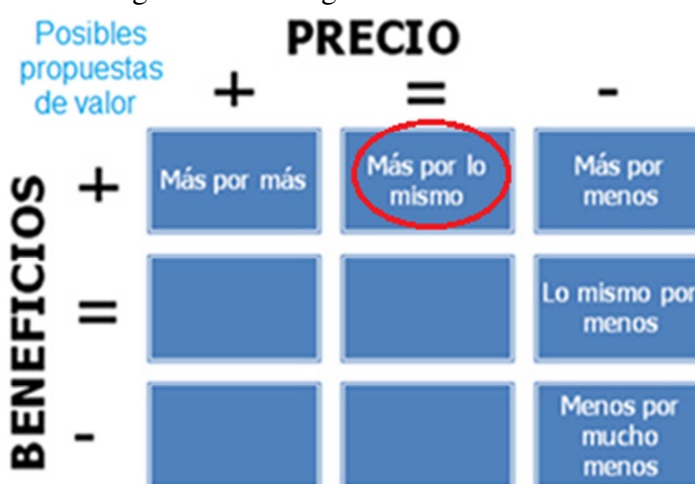 Posibles
propuestas
de valor
PRECIO
+
=
-
BENEFICIOS
+
Más por más
Más por lo
mismo
Más por
menos
=
Lo mismo por
menos
-
Menos por
mucho
menos